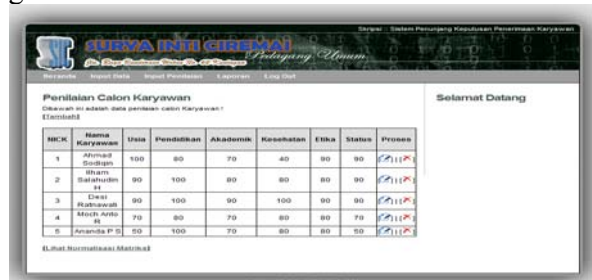 Skripsi : Sistem Penunjang Keputusan Penerimaan Karyawan
SURYA INTI CIREMAI
Pedagang Umum
Beranda Input Data Input Penilaian Laporan Log Out
Penilaian Calon Karyawan
Dibawah ini adalah data penilaian calon Karyawan !
[Tambah]
Selamat Datang
NICK Nama Karyawan Usia Pendidikan Akademik Kesehatan Etika Status Proses
1 Ahmad Sodiqin 100 80 70 40 90 90
2 Ilham Salahudin H 90 100 80 80 90 90
3 Desi Ratnawati 90 100 90 100 90 90
4 Moch Anto R 70 80 70 80 80 70
5 Ananda P S 50 100 70 80 80 50
[Lihat Normalisasi Matriks]